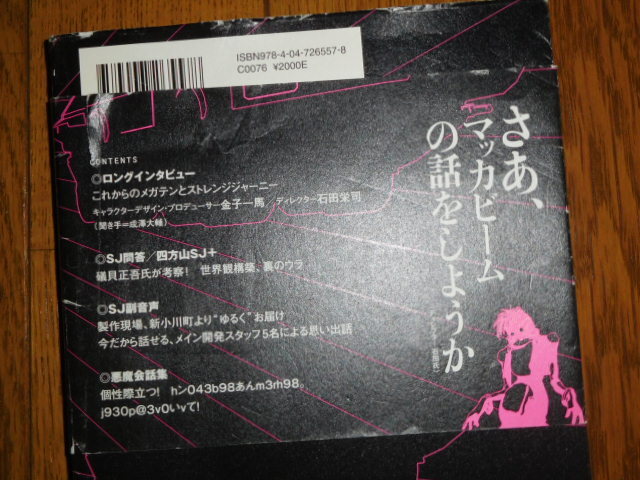 ISBN978-4-04-726557-8
C0076 ¥2000E
さあ、
マッカビーム
の話をしようか
CONTENTS
◎ロングインタビュー
これからのメガテンとストレンジジャーニー
キャラクターデザイン・プロデューサー金子一馬 ディレクター石田栄司
(聞き手=成澤大輔)
◎SJ問答/四方山SJ+
礒貝正吾氏が考察! 世界観構築、裏のウラ
◎SJ副音声
製作現場、新小川町より“ゆるく”お届け
今だから話せる、メイン開発スタッフ5名による思い出話
◎悪魔会話集
個性際立つ! hン043b98あんm3rh98。
j930p@3v0いvて!